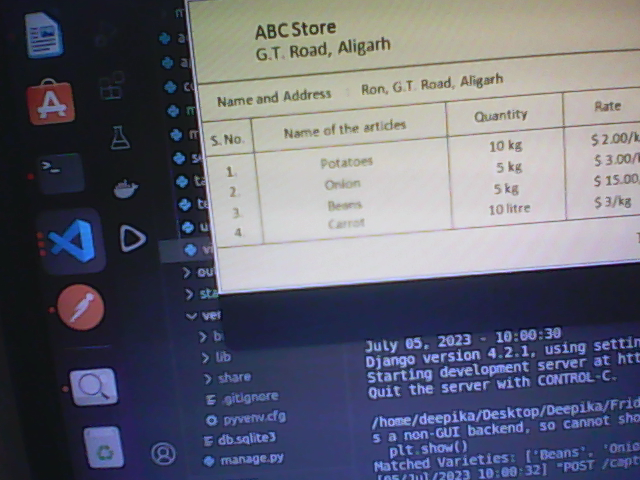 ABC Store
G.T. Road, Aligarh
Name and Address : Ron, G.T. Road, Aligarh
S. No. Name of the articles Quantity Rate
1. Potatoes 10 kg $ 2.00/k
2. Onion 5 kg $ 3.00/
3. Beans 5 kg $ 15.00
4. Carrot 10 litre $ 3/kg
lib
share
.gitignore
pyvenv.cfg
db.sqlite3
manage.py
July 05, 2023 - 10:00:30
Django version 4.2.1, using settin
Starting development server at htt
Quit the server with CONTROL-C.
/home/deepika/Desktop/Deepika/Frid
s a non-GUI backend, so cannot sho
plt.show()
Matched Varieties: ['Beans', 'Onio
[05/Jul/2023 10:00:32] "POST /capt